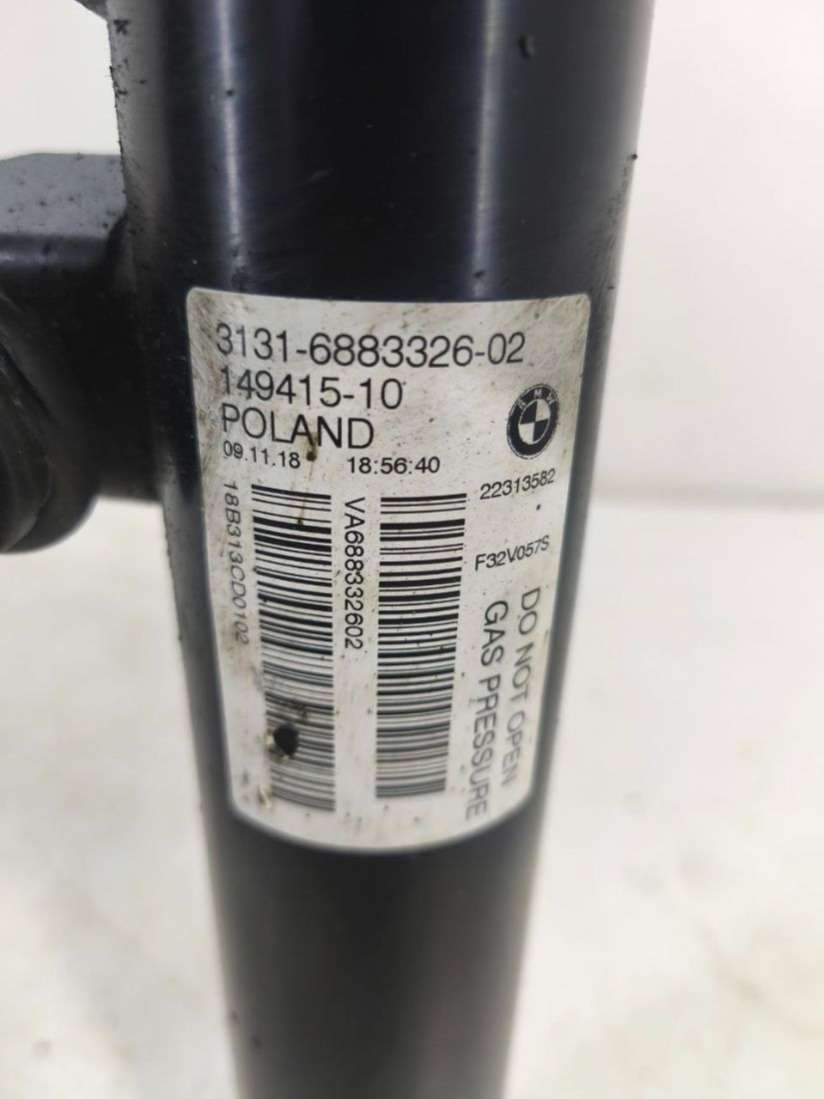 3131-6883326-02
149415-10
POLAND
09.11.18 18:56:40
BMW
22313582
F32V057S
18B313CD0102
VA688332602
DO NOT OPEN
GAS PRESSURE